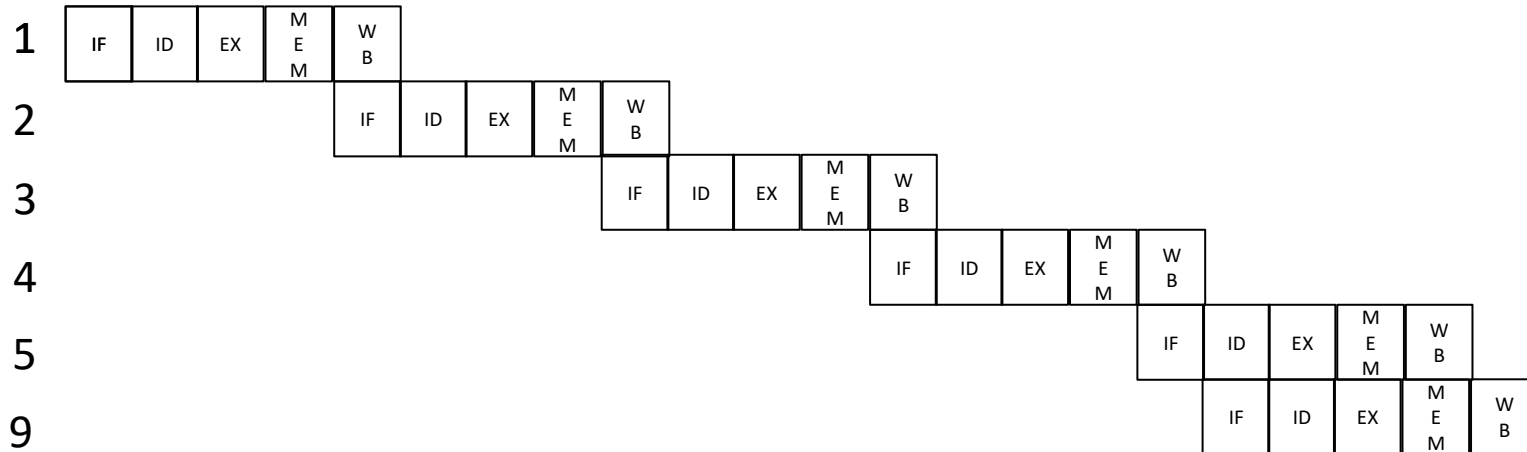 1 IF ID EX MEM WB
2 IF ID EX MEM WB
3 IF ID EX MEM WB
4 IF ID EX MEM WB
5 IF ID EX MEM WB
9 IF ID EX MEM WB